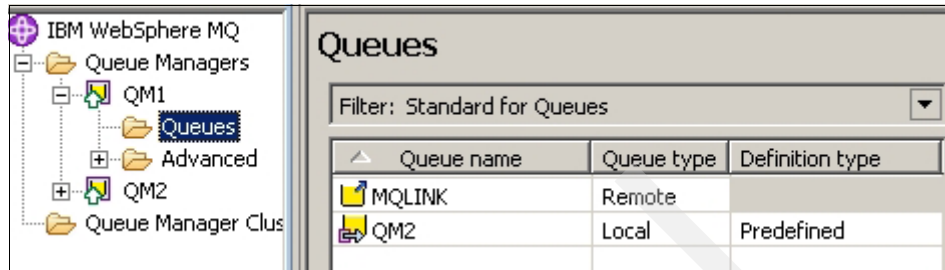 IBM WebSphere MQ
Queue Managers
QM1
Queues
Advanced
QM2
Queue Manager Clus
Queues
Filter: Standard for Queues
Queue name Queue type Definition type
MQLINK Remote
QM2 Local Predefined